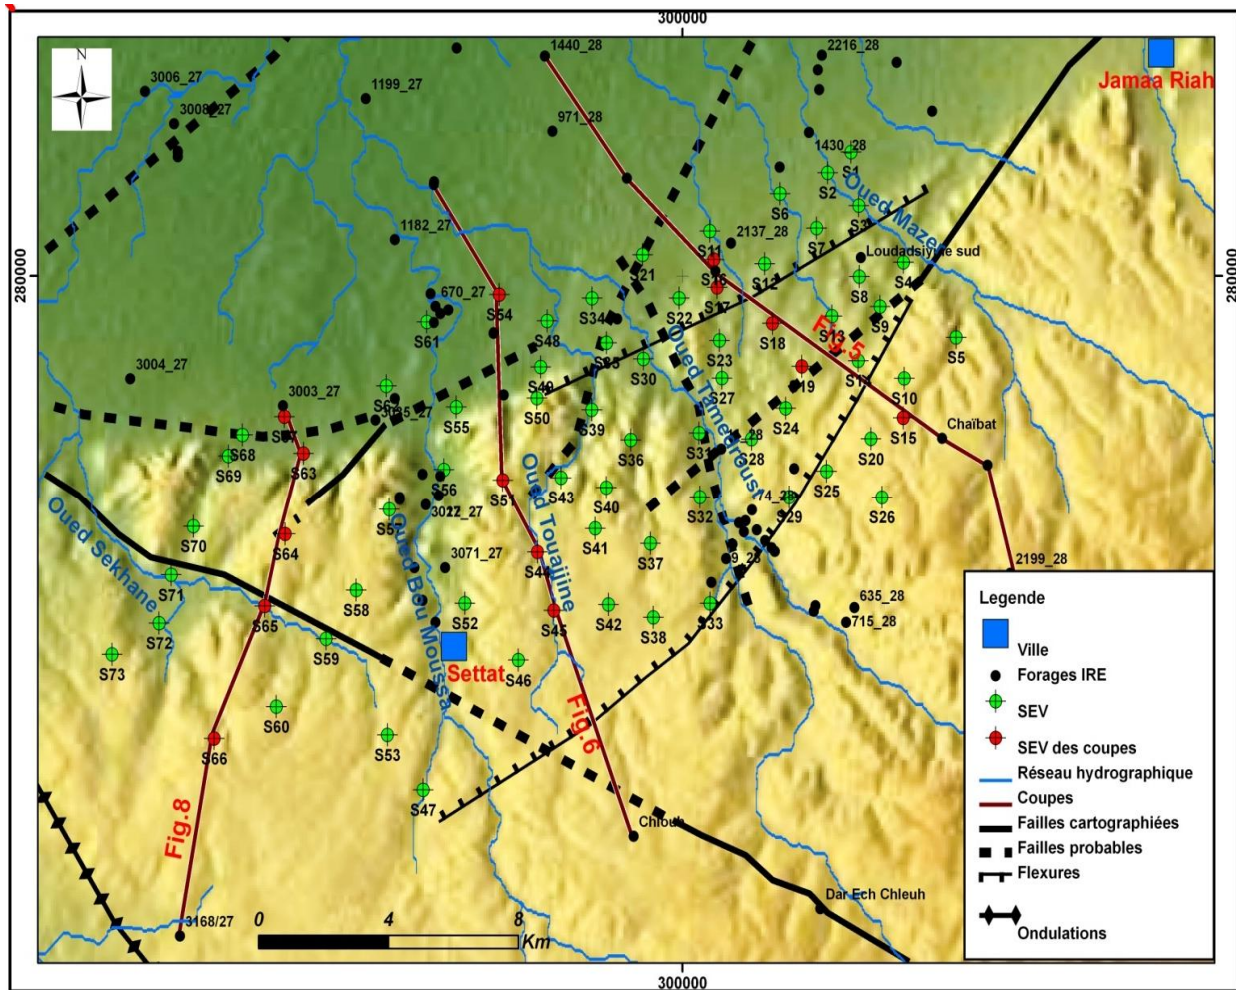 300000
N
3006_27
3008_27
1199_27
1440_28
971_28
2216_28
Jamaa Riah
1430_28
S1
S2
Oued Mazer
S6
S3
S7
1182_27
S11
2137_28
Loudadsiyine sud
S21
S16
S12
S4
280000
280000
S8
670_27
S54
S34
S22
S17
S9
S61
S48
S18
S13
Fig.5
S35
S23
S5
Oued Tamedroust
S30
3004_27
S49
S27
S19
S14
S10
3003_27
S50
S39
S24
3035_27
S55
S15
Chaïbat
S68
S63
S36
S31
S28
S20
S69
S56
S51
S43
S40
S25
Oued Sekhane
Oued Bou Moussa
Oued Touajjine
S32
S29
S26
S70
S64
S41
S37
3071_27
S44
2199_28
S71
S58
S65
S52
S45
S42
S38
S33
635_28
715_28
S72
S59
S73
Settat
S46
S60
S66
S53
Fig.6
S47
Fig.8
Chlouh
Dar Ech Chleuh
3168/27
0 4 8
Km
Legende
Ville
Forages IRE
SEV
SEV des coupes
Réseau hydrographique
Coupes
Failles cartographiées
Failles probables
Flexures
Ondulations
300000